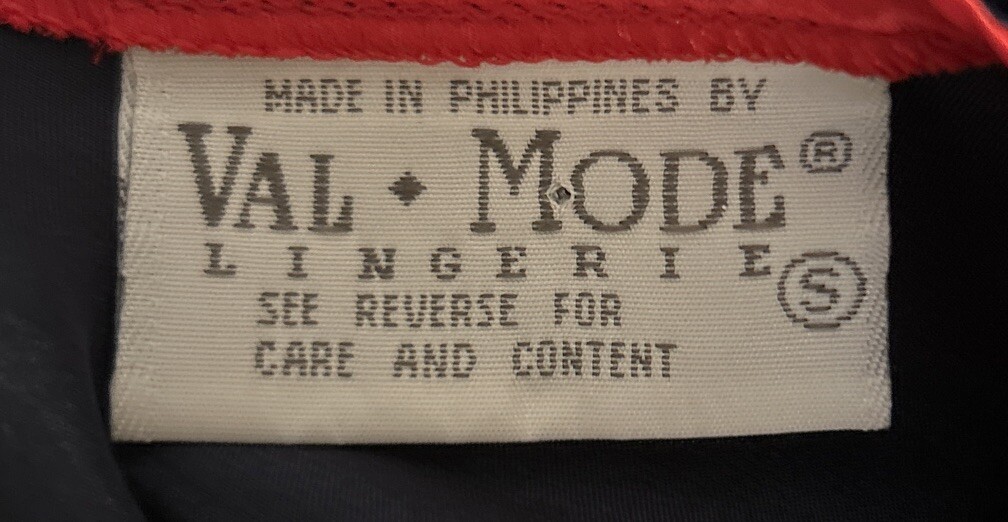 MADE IN PHILIPPINES BY
VAL ◆ MODE®
LINGERIE
Ⓢ
SEE REVERSE FOR
CARE AND CONTENT